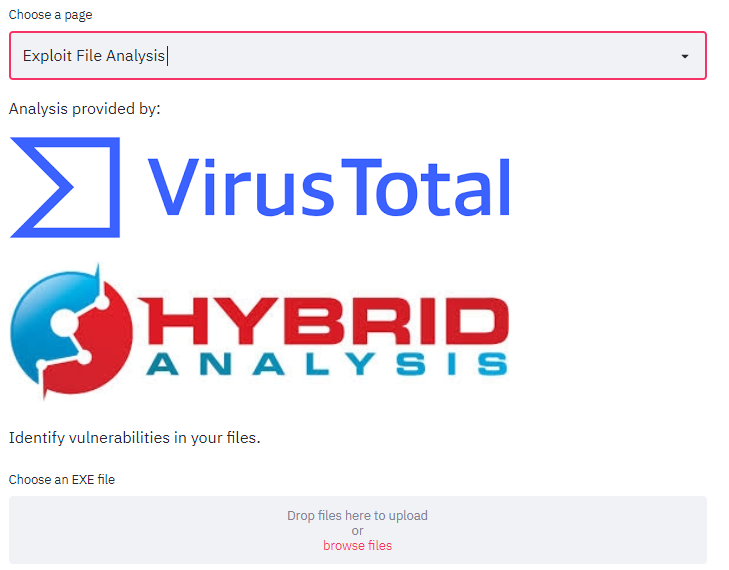 Choose a page
Exploit File Analysis
Analysis provided by:
VirusTotal
HYBRID
ANALYSIS
Identify vulnerabilities in your files.
Choose an EXE file
Drop files here to upload
or
browse files